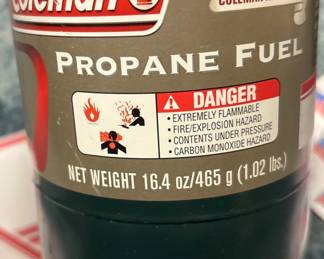 Coleman
COLEMAN
PROPANE FUEL
DANGER
• EXTREMELY FLAMMABLE
• FIRE/EXPLOSION HAZARD
• CONTENTS UNDER PRESSURE
• CARBON MONOXIDE HAZARD
NET WEIGHT 16.4 oz/465 g (1.02 lbs.)